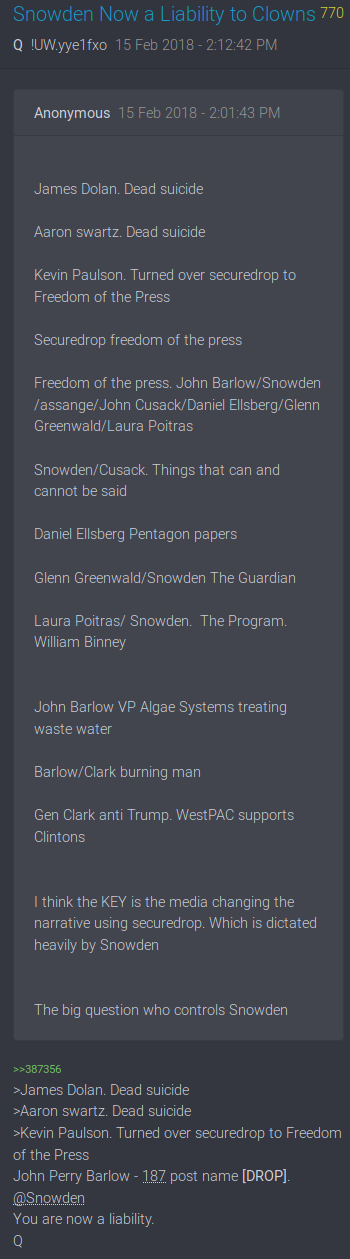 Snowden Now a Liability to Clowns 770
Q !UW.yye1fxo 15 Feb 2018 - 2:12:42 PM
Anonymous 15 Feb 2018 - 2:01:43 PM
James Dolan. Dead suicide
Aaron swartz. Dead suicide
Kevin Paulson. Turned over securedrop to
Freedom of the Press
Securedrop freedom of the press
Freedom of the press. John Barlow/Snowden
/assange/John Cusack/Daniel Ellsberg/Glenn
Greenwald/Laura Poitras
Snowden/Cusack. Things that can and
cannot be said
Daniel Ellsberg Pentagon papers
Glenn Greenwald/Snowden The Guardian
Laura Poitras/ Snowden.  The Program.
William Binney
John Barlow VP Algae Systems treating
waste water
Barlow/Clark burning man
Gen Clark anti Trump. WestPAC supports
Clintons
I think the KEY is the media changing the
narrative using securedrop. Which is dictated
heavily by Snowden
The big question who controls Snowden
>>387356
>James Dolan. Dead suicide
>Aaron swartz. Dead suicide
>Kevin Paulson. Turned over securedrop to Freedom
of the Press
John Perry Barlow - 187 post name [DROP].
@Snowden
You are now a liability.
Q